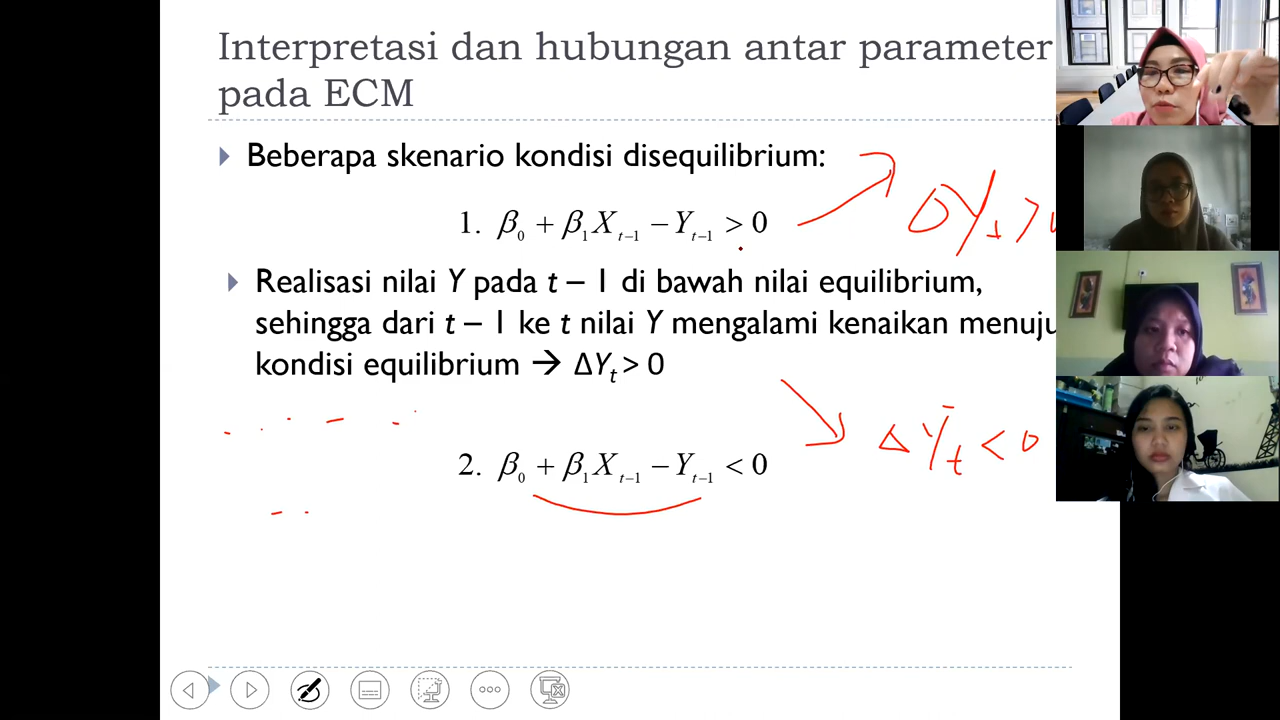 Interpretasi dan hubungan antar parameter
pada ECM
Beberapa skenario kondisi disequilibrium:
1. β₀ + β₁Xₜ₋₁ − Yₜ₋₁ > 0
ΔYₜ >
Realisasi nilai Y pada t – 1 di bawah nilai equilibrium,
sehingga dari t – 1 ke t nilai Y mengalami kenaikan menuju
kondisi equilibrium → ΔYₜ > 0
ΔYₜ < 0
2. β₀ + β₁Xₜ₋₁ − Yₜ₋₁ < 0